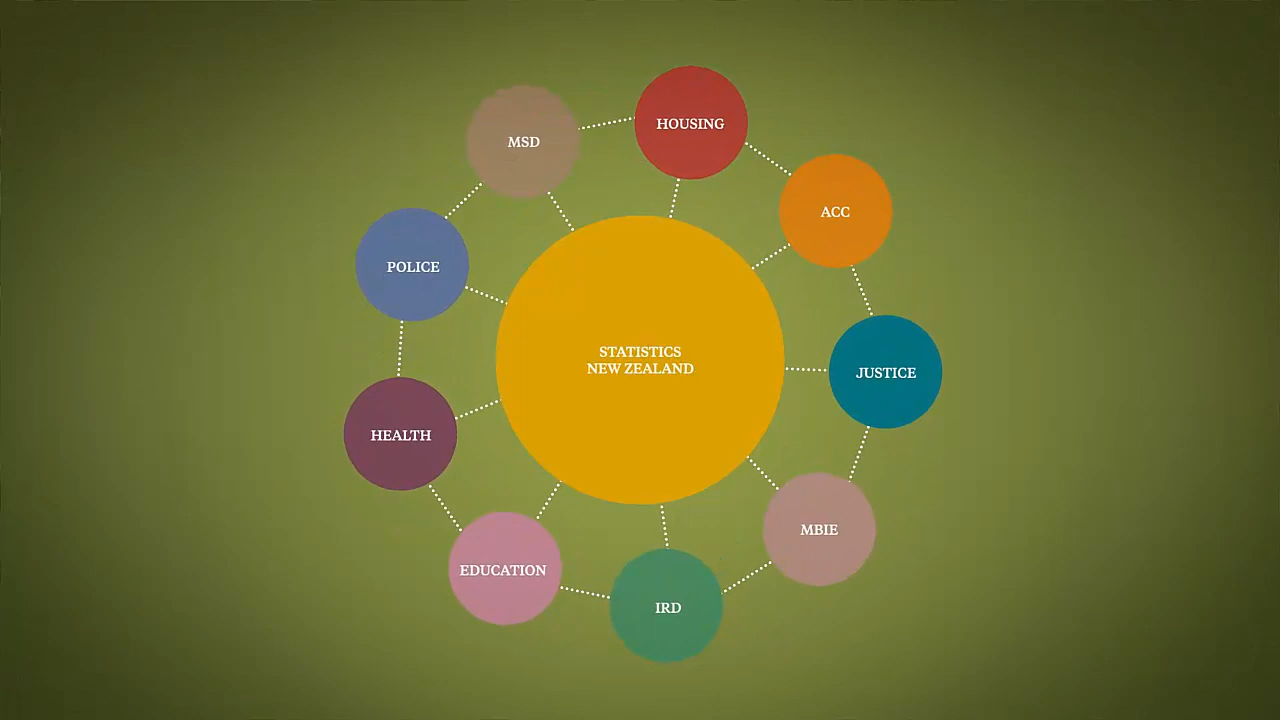 HOUSING
MSD
ACC
POLICE
STATISTICS
NEW ZEALAND
JUSTICE
HEALTH
MBIE
EDUCATION
IRD